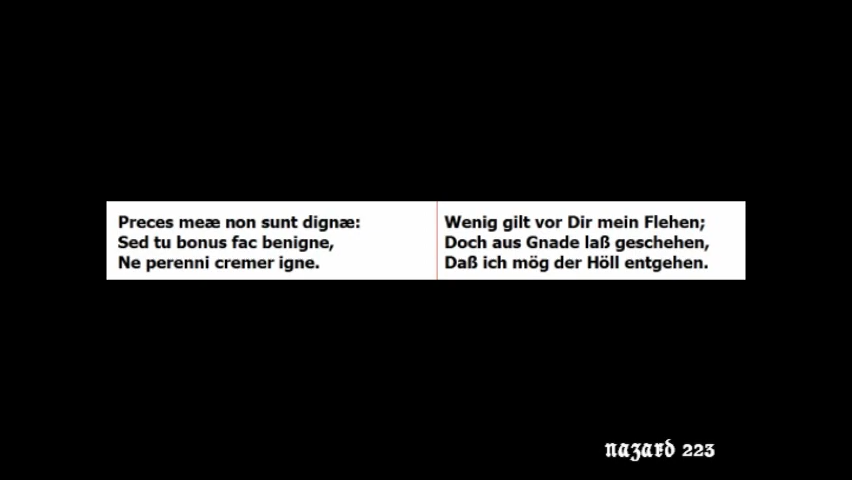 Preces meæ non sunt dignæ:
Sed tu bonus fac benigne,
Ne perenni cremer igne.
Wenig gilt vor Dir mein Flehen;
Doch aus Gnade laß geschehen,
Daß ich mög der Höll entgehen.
nazard 223